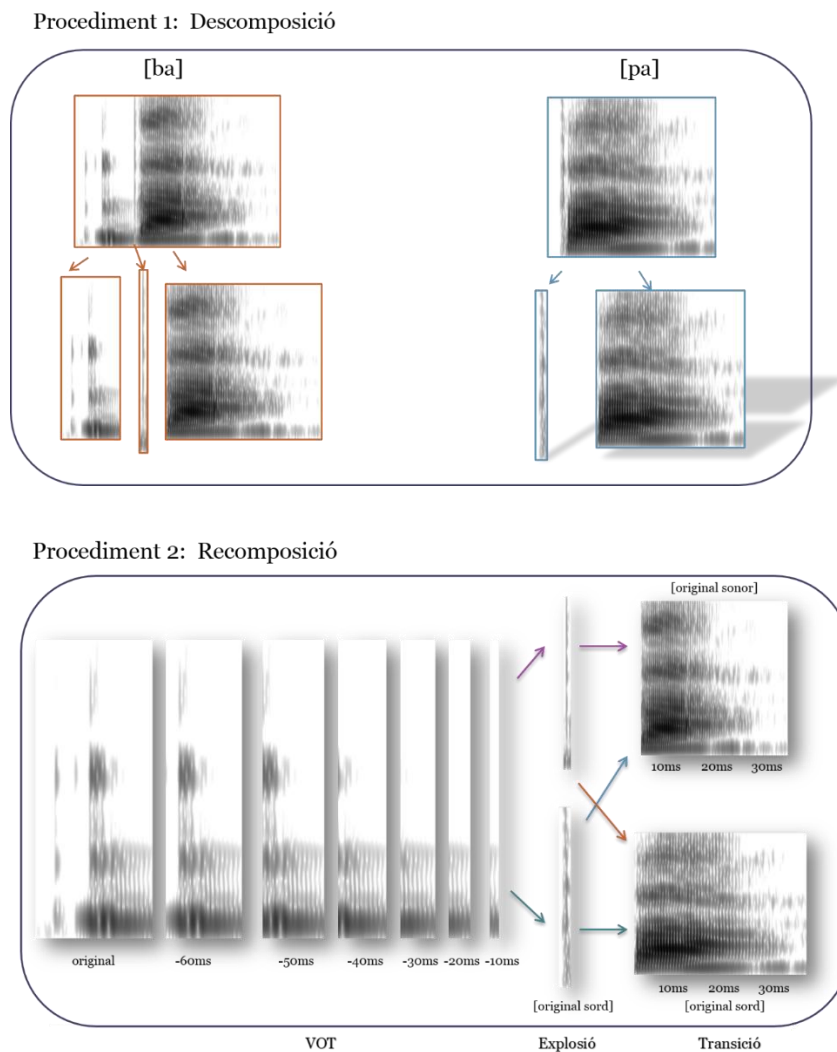 Procediment 1: Descomposició
[ba] [pa]
Procediment 2: Recomposició
[original sonor]
10ms 20ms 30ms
original -60ms -50ms -40ms -30ms -20ms -10ms
10ms 20ms 30ms
[original sord] [original sord]
VOT Explosió Transició